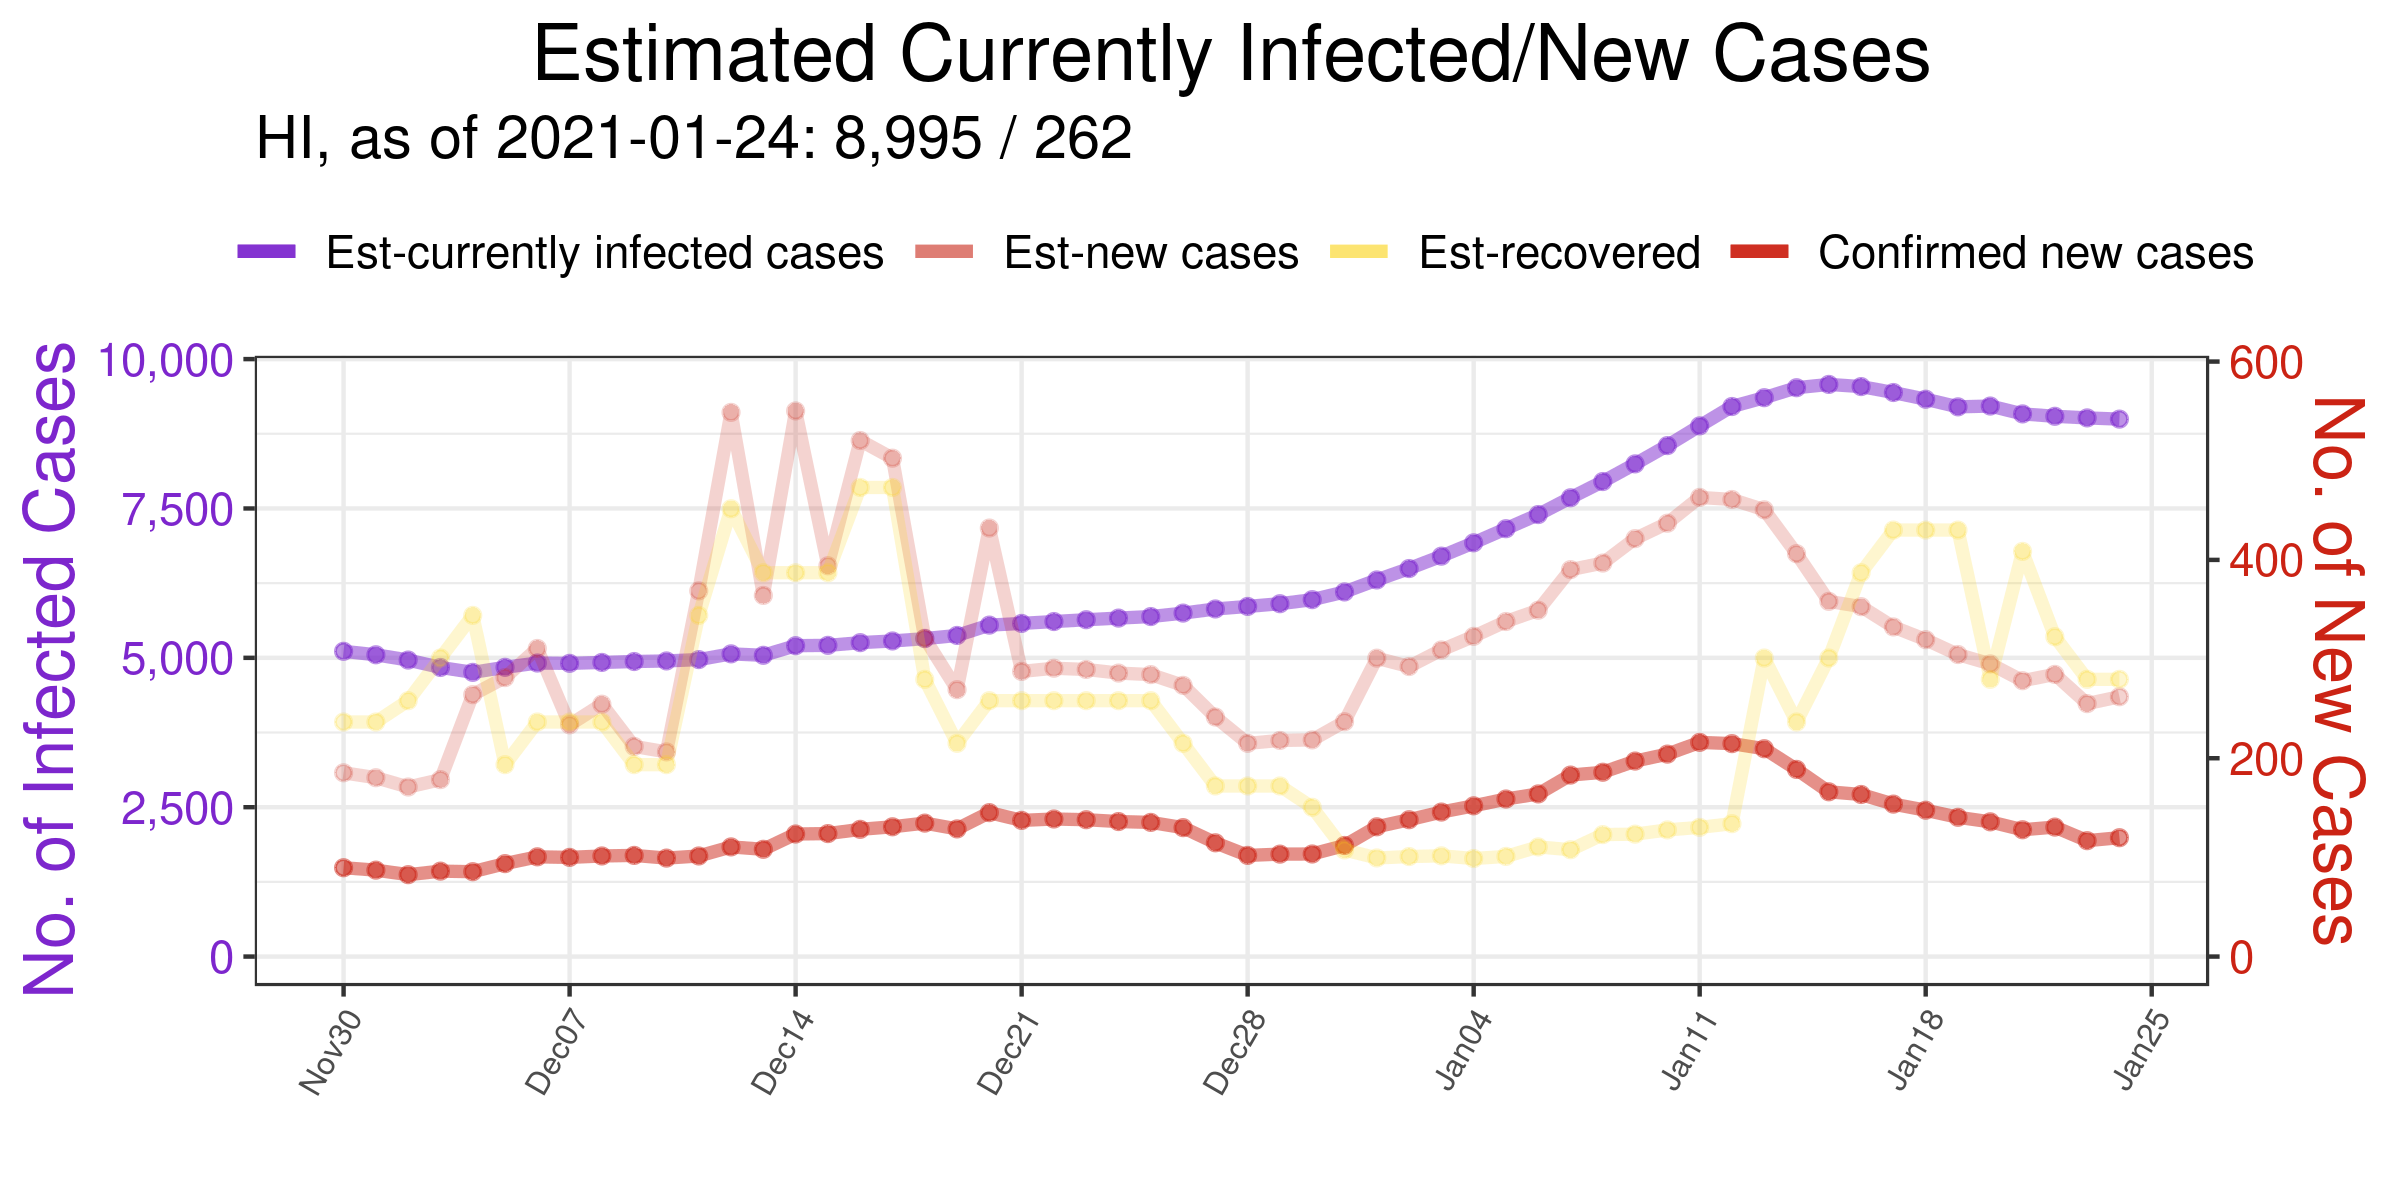 Estimated Currently Infected/New Cases
HI, as of 2021-01-24: 8,995 / 262
Est-currently infected cases Est-new cases Est-recovered Confirmed new cases
No. of Infected Cases
10,000
7,500
5,000
2,500
0
600
400
200
0
No. of New Cases
Nov30 Dec07 Dec14 Dec21 Dec28 Jan04 Jan11 Jan18 Jan25